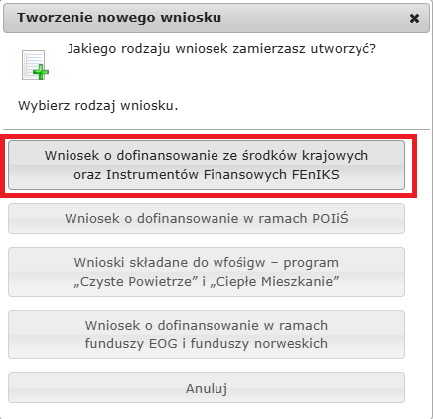 Tworzenie nowego wniosku
Jakiego rodzaju wniosek zamierzasz utworzyć?
Wybierz rodzaj wniosku.
Wniosek o dofinansowanie ze środków krajowych
oraz Instrumentów Finansowych FEnIKS
Wniosek o dofinansowanie w ramach POIiŚ
Wnioski składane do wfośigw – program
„Czyste Powietrze” i „Ciepłe Mieszkanie”
Wniosek o dofinansowanie w ramach
funduszy EOG i funduszy norweskich
Anuluj